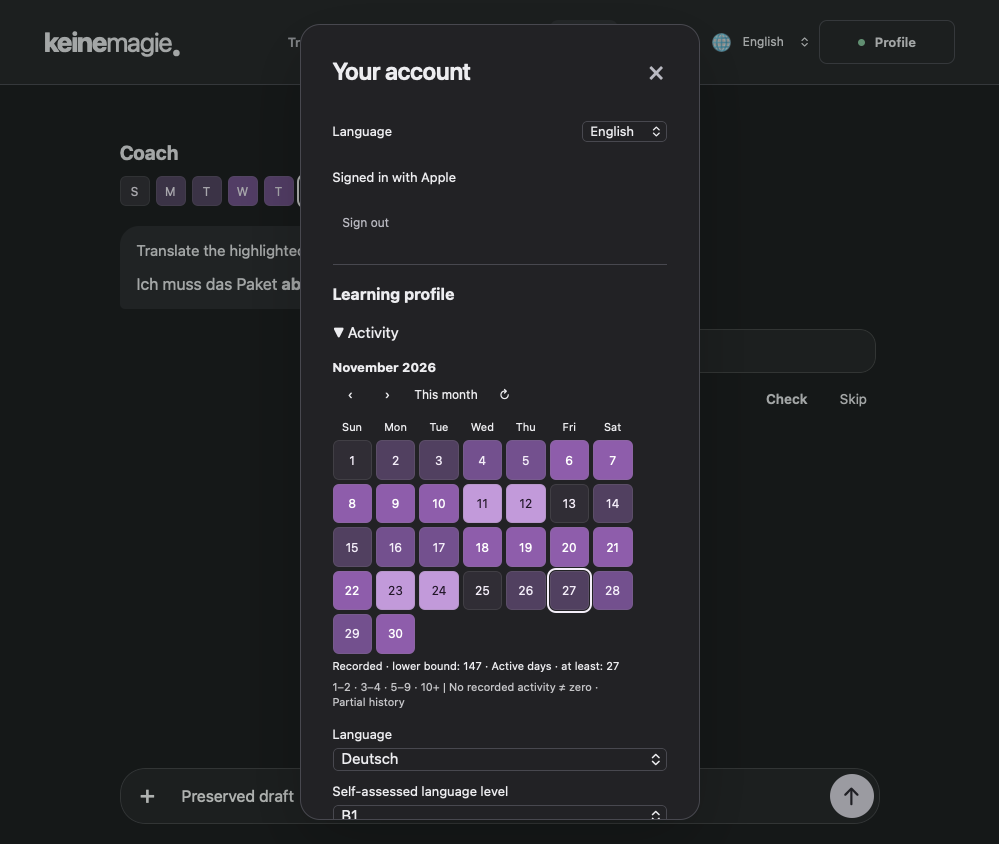 keinemagie.
Tr
English
Profile
Your account
Language
English
Signed in with Apple
Sign out
Coach
S M T W T
Translate the highlighted
Ich muss das Paket ab
Learning profile
▼ Activity
November 2026
‹ › This month ↻
Sun Mon Tue Wed Thu Fri Sat
1 2 3 4 5 6 7
8 9 10 11 12 13 14
15 16 17 18 19 20 21
22 23 24 25 26 27 28
29 30
Recorded · lower bound: 147 · Active days · at least: 27
1–2 · 3–4 · 5–9 · 10+ | No recorded activity ≠ zero ·
Partial history
Check
Skip
Language
Deutsch
Self-assessed language level
B1
+ Preserved draft